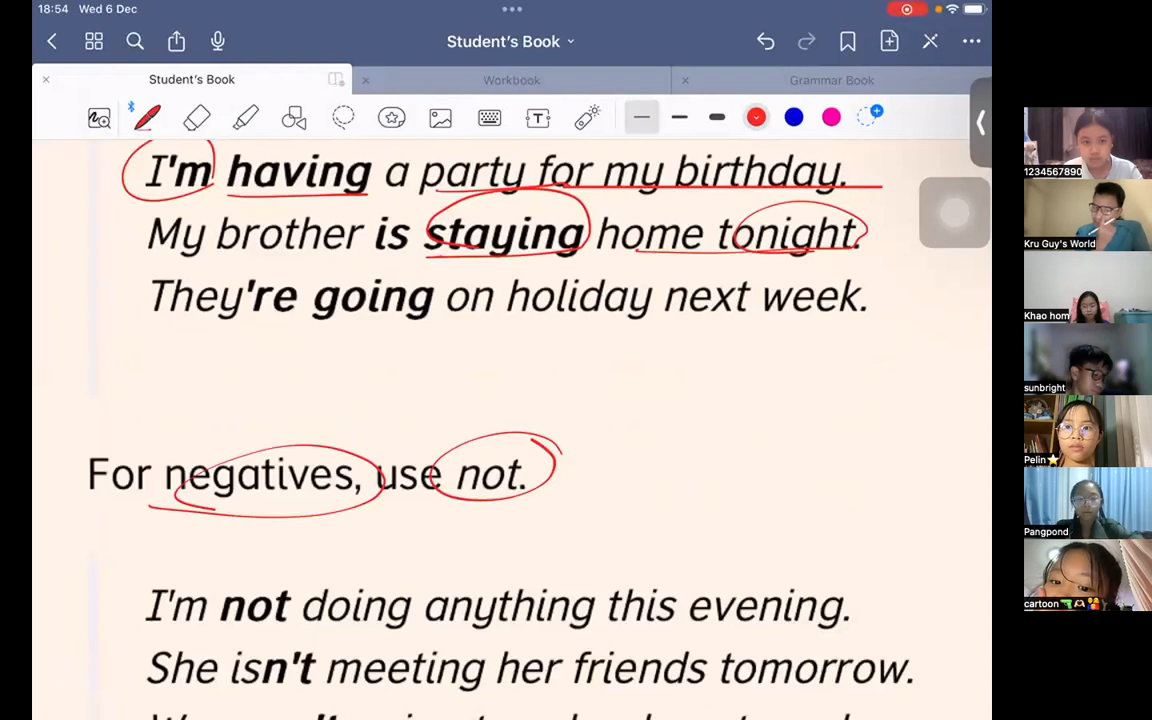 18:54 Wed 6 Dec
Student's Book
Student's Book
Workbook
Grammar Book
I'm having a party for my birthday.
My brother is staying home tonight.
They're going on holiday next week.
For negatives, use not.
I'm not doing anything this evening.
She isn't meeting her friends tomorrow.
1234567890
Kru Guy's World
Khao hom
sunbright
Pelin⭐
Pangpond
cartoon